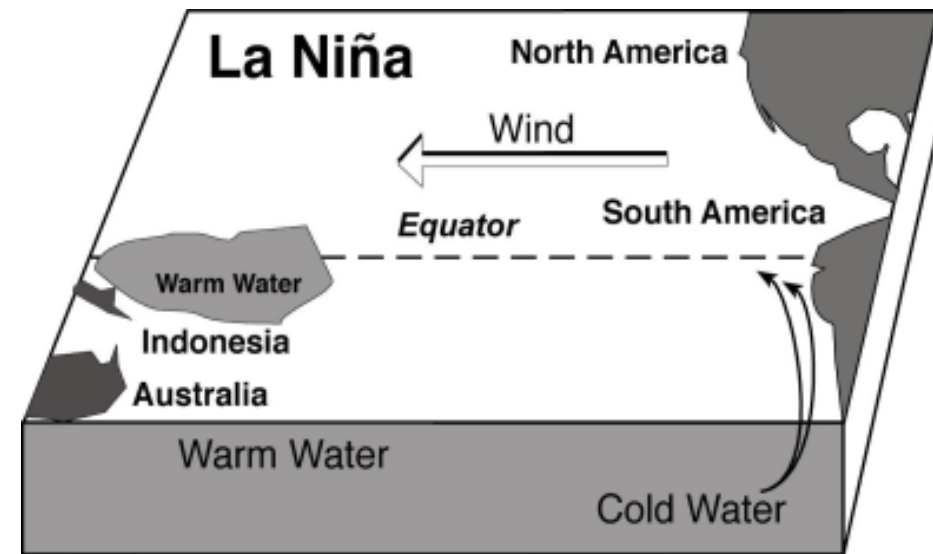 La Niña
North America
Wind
South America
Equator
Warm Water
Indonesia
Australia
Warm Water
Cold Water